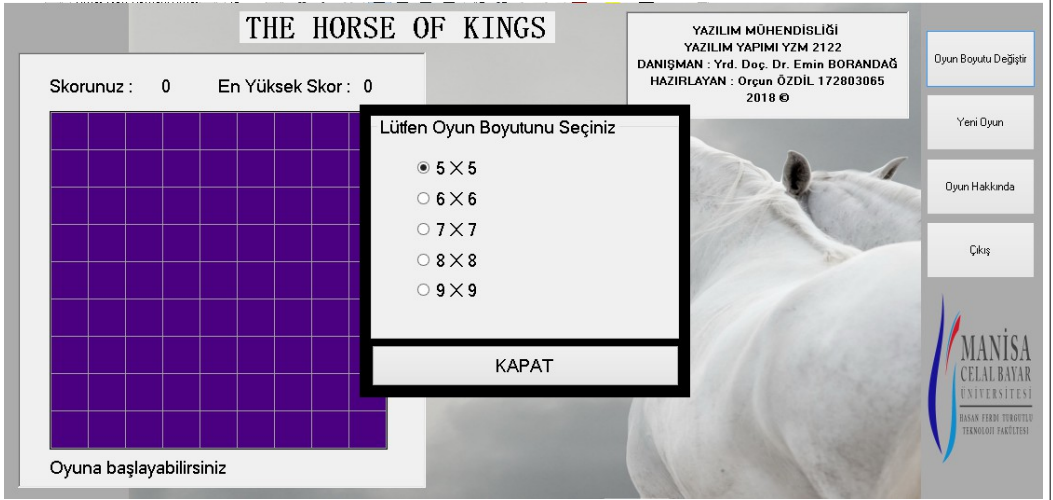 THE HORSE OF KINGS
YAZILIM MÜHENDİSLİĞİ
YAZILIM YAPIMI YZM 2122
DANIŞMAN : Yrd. Doç. Dr. Emin BORANDAĞ
HAZIRLAYAN : Orçun ÖZDİL 172803065
2018 ©
Skorunuz : 0 En Yüksek Skor : 0
Lütfen Oyun Boyutunu Seçiniz
5 X 5
6 X 6
7 X 7
8 X 8
9 X 9
KAPAT
Oyuna başlayabilirsiniz
Oyun Boyutu Değiştir
Yeni Oyun
Oyun Hakkında
Çıkış
MANİSA
CELAL BAYAR
ÜNİVERSİTESİ
HASAN FERDİ TURGUTLU
TEKNOLOJİ FAKÜLTESİ